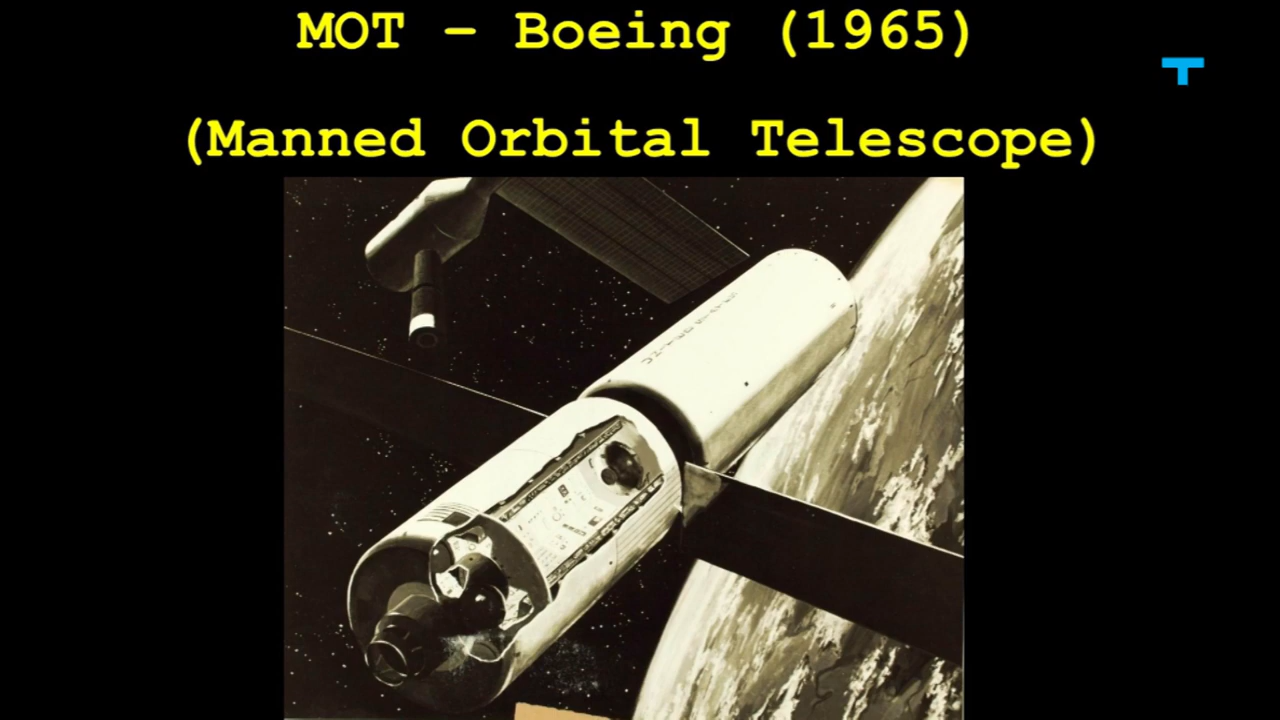 MOT – Boeing (1965)
(Manned Orbital Telescope)